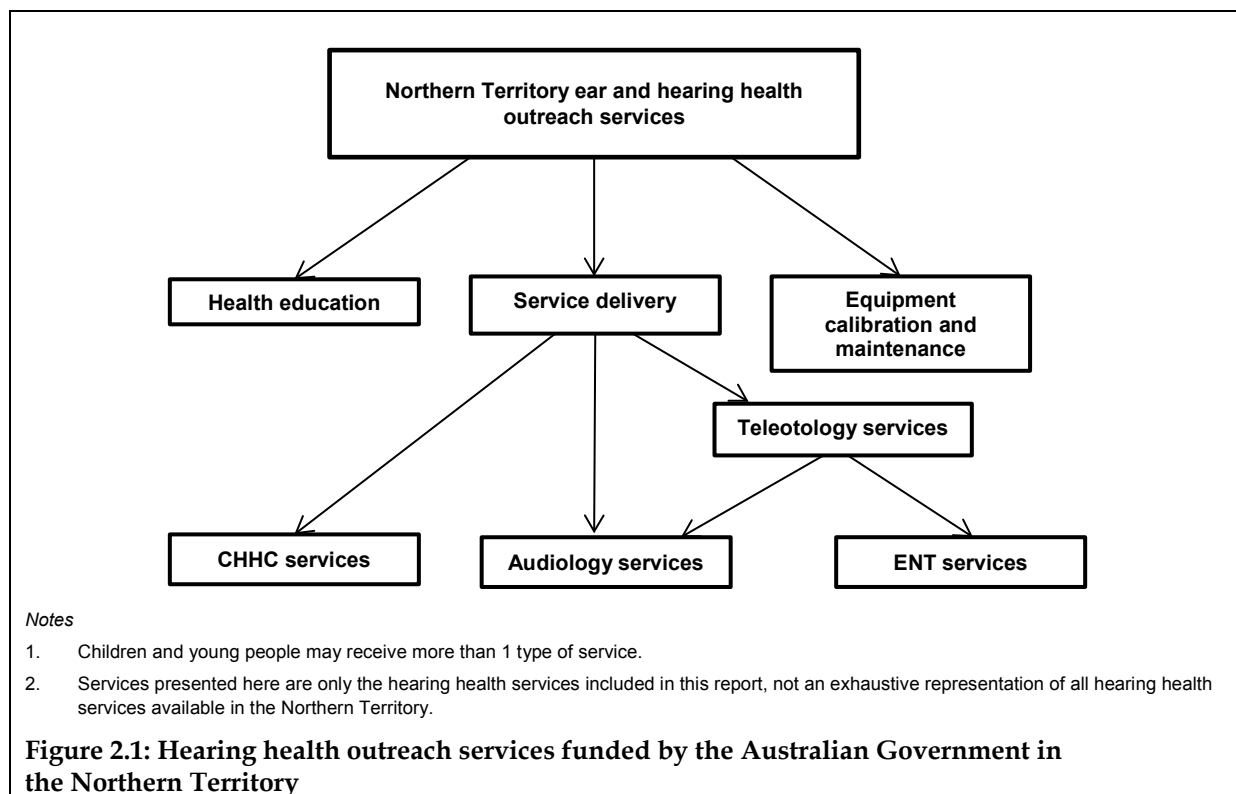 Northern Territory ear and hearing health
outreach services
Health education
Service delivery
Equipment
calibration and
maintenance
Teleotology services
CHHC services
Audiology services
ENT services
Notes
1. Children and young people may receive more than 1 type of service.
2. Services presented here are only the hearing health services included in this report, not an exhaustive representation of all hearing health
services available in the Northern Territory.
Figure 2.1: Hearing health outreach services funded by the Australian Government in
the Northern Territory